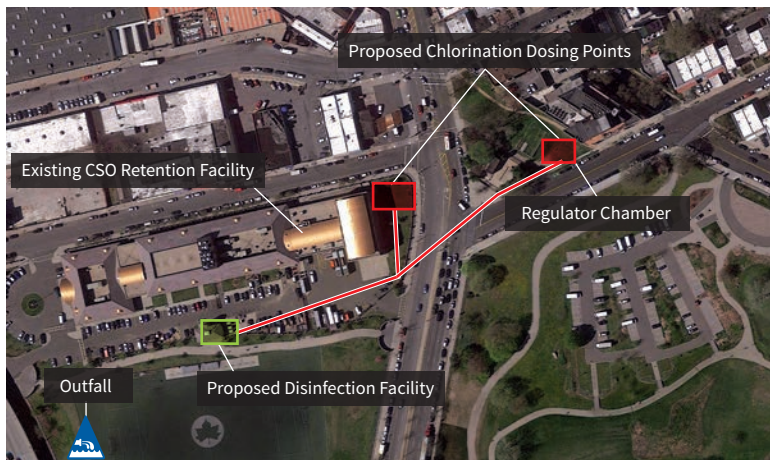 Proposed Chlorination Dosing Points
Existing CSO Retention Facility
Regulator Chamber
Proposed Disinfection Facility
Outfall